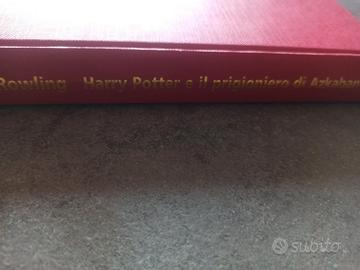 Rowling Harry Potter e il prigioniero di Azkaban
subito